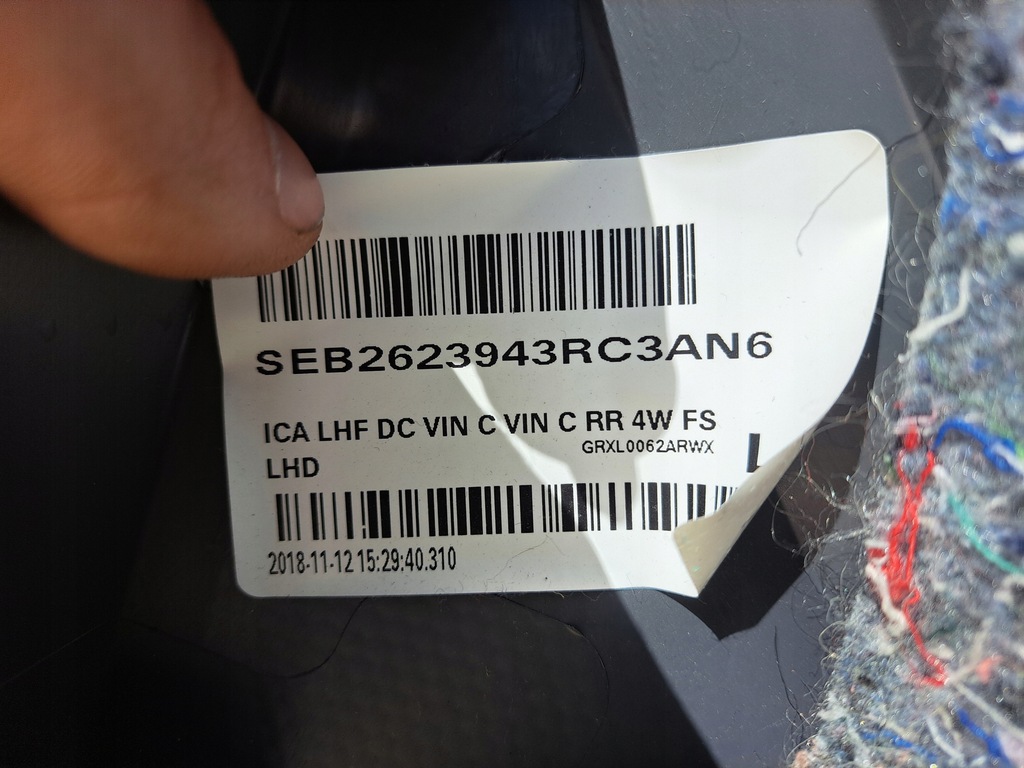 SEB2623943RC3AN6
ICA LHF DC VIN C VIN C RR 4W FS
GRXL0062ARWX
LHD
L
2018-11-12 15:29:40.310